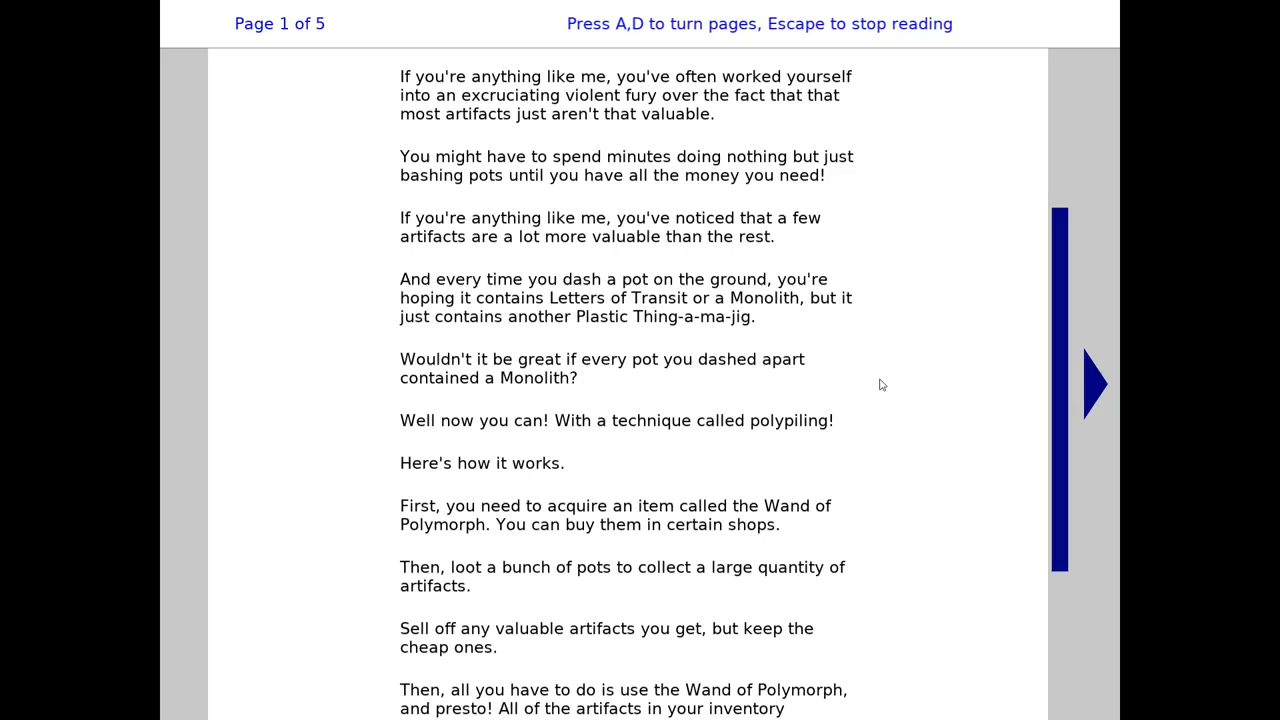 Page 1 of 5
Press A,D to turn pages, Escape to stop reading
If you're anything like me, you've often worked yourself
into an excruciating violent fury over the fact that that
most artifacts just aren't that valuable.
You might have to spend minutes doing nothing but just
bashing pots until you have all the money you need!
If you're anything like me, you've noticed that a few
artifacts are a lot more valuable than the rest.
And every time you dash a pot on the ground, you're
hoping it contains Letters of Transit or a Monolith, but it
just contains another Plastic Thing-a-ma-jig.
Wouldn't it be great if every pot you dashed apart
contained a Monolith?
Well now you can! With a technique called polypiling!
Here's how it works.
First, you need to acquire an item called the Wand of
Polymorph. You can buy them in certain shops.
Then, loot a bunch of pots to collect a large quantity of
artifacts.
Sell off any valuable artifacts you get, but keep the
cheap ones.
Then, all you have to do is use the Wand of Polymorph,
and presto! All of the artifacts in your inventory